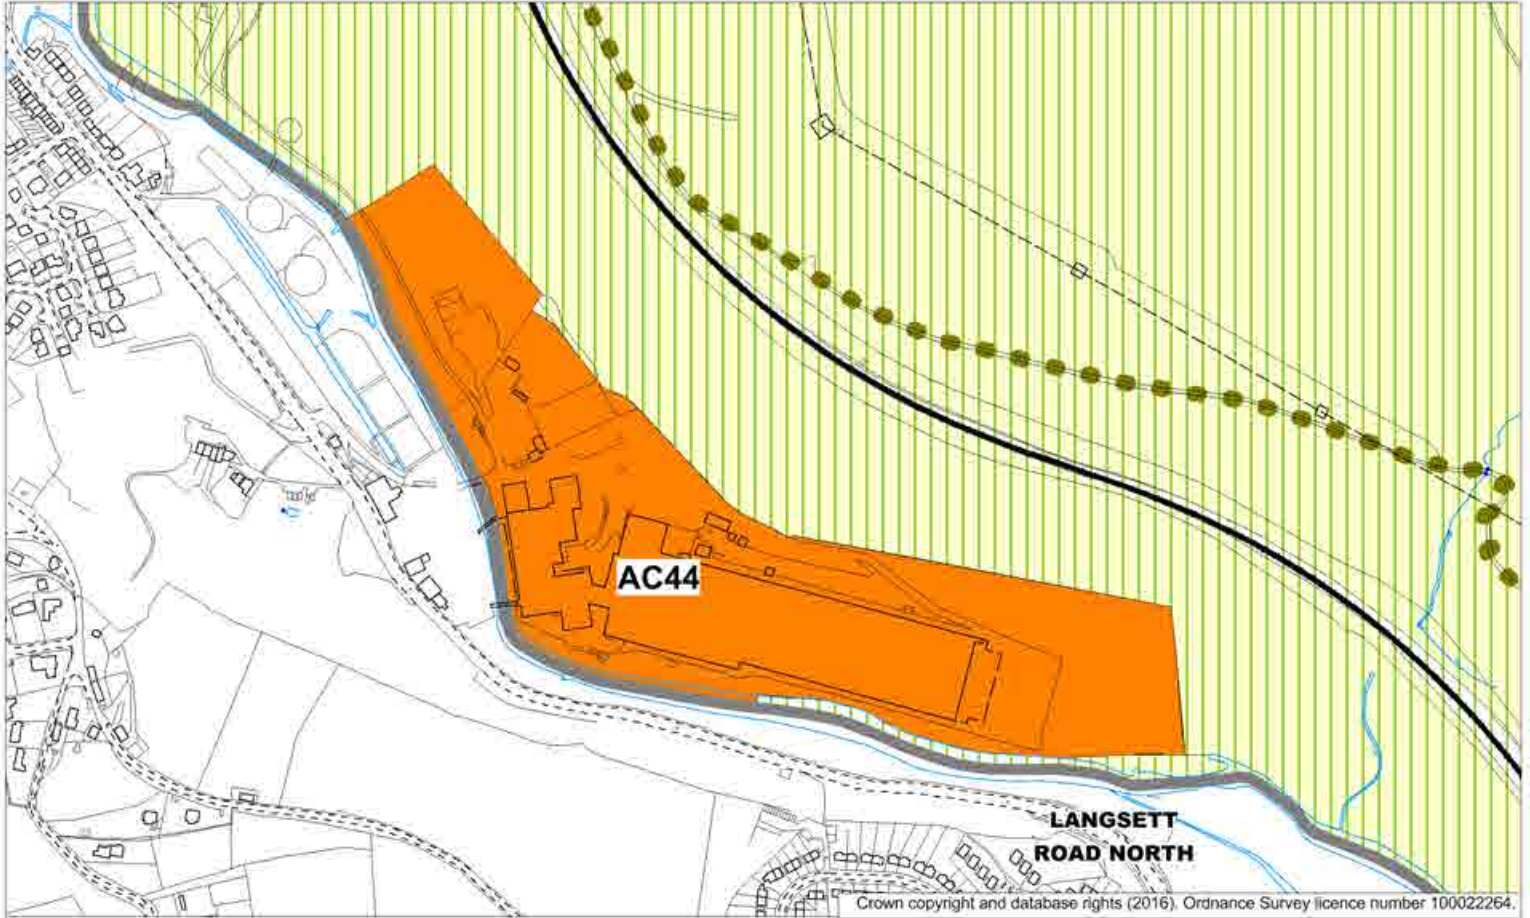 AC44
LANGSETT
ROAD NORTH
Crown copyright and database rights (2016). Ordnance Survey licence number 100022264.